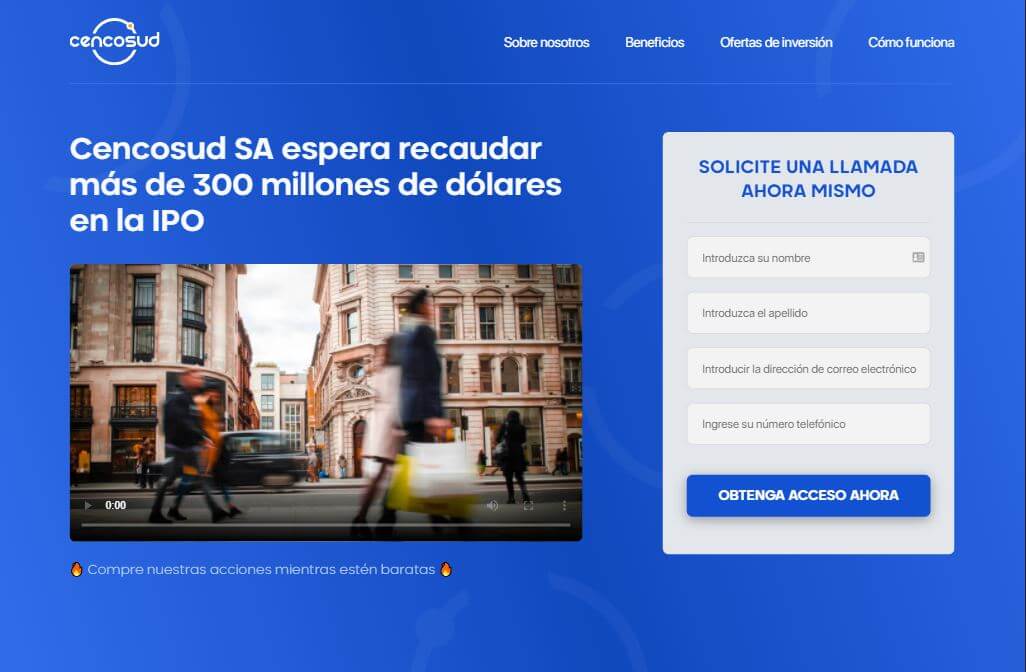 cencosud
Sobre nosotros
Beneficios
Ofertas de inversión
Cómo funciona
Cencosud SA espera recaudar
más de 300 millones de dólares
en la IPO
0:00
🔥 Compre nuestras acciones mientras estén baratas 🔥
SOLICITE UNA LLAMADA
AHORA MISMO
Introduzca su nombre
Introduzca el apellido
Introducir la dirección de correo electrónico
Ingrese su número telefónico
OBTENGA ACCESO AHORA